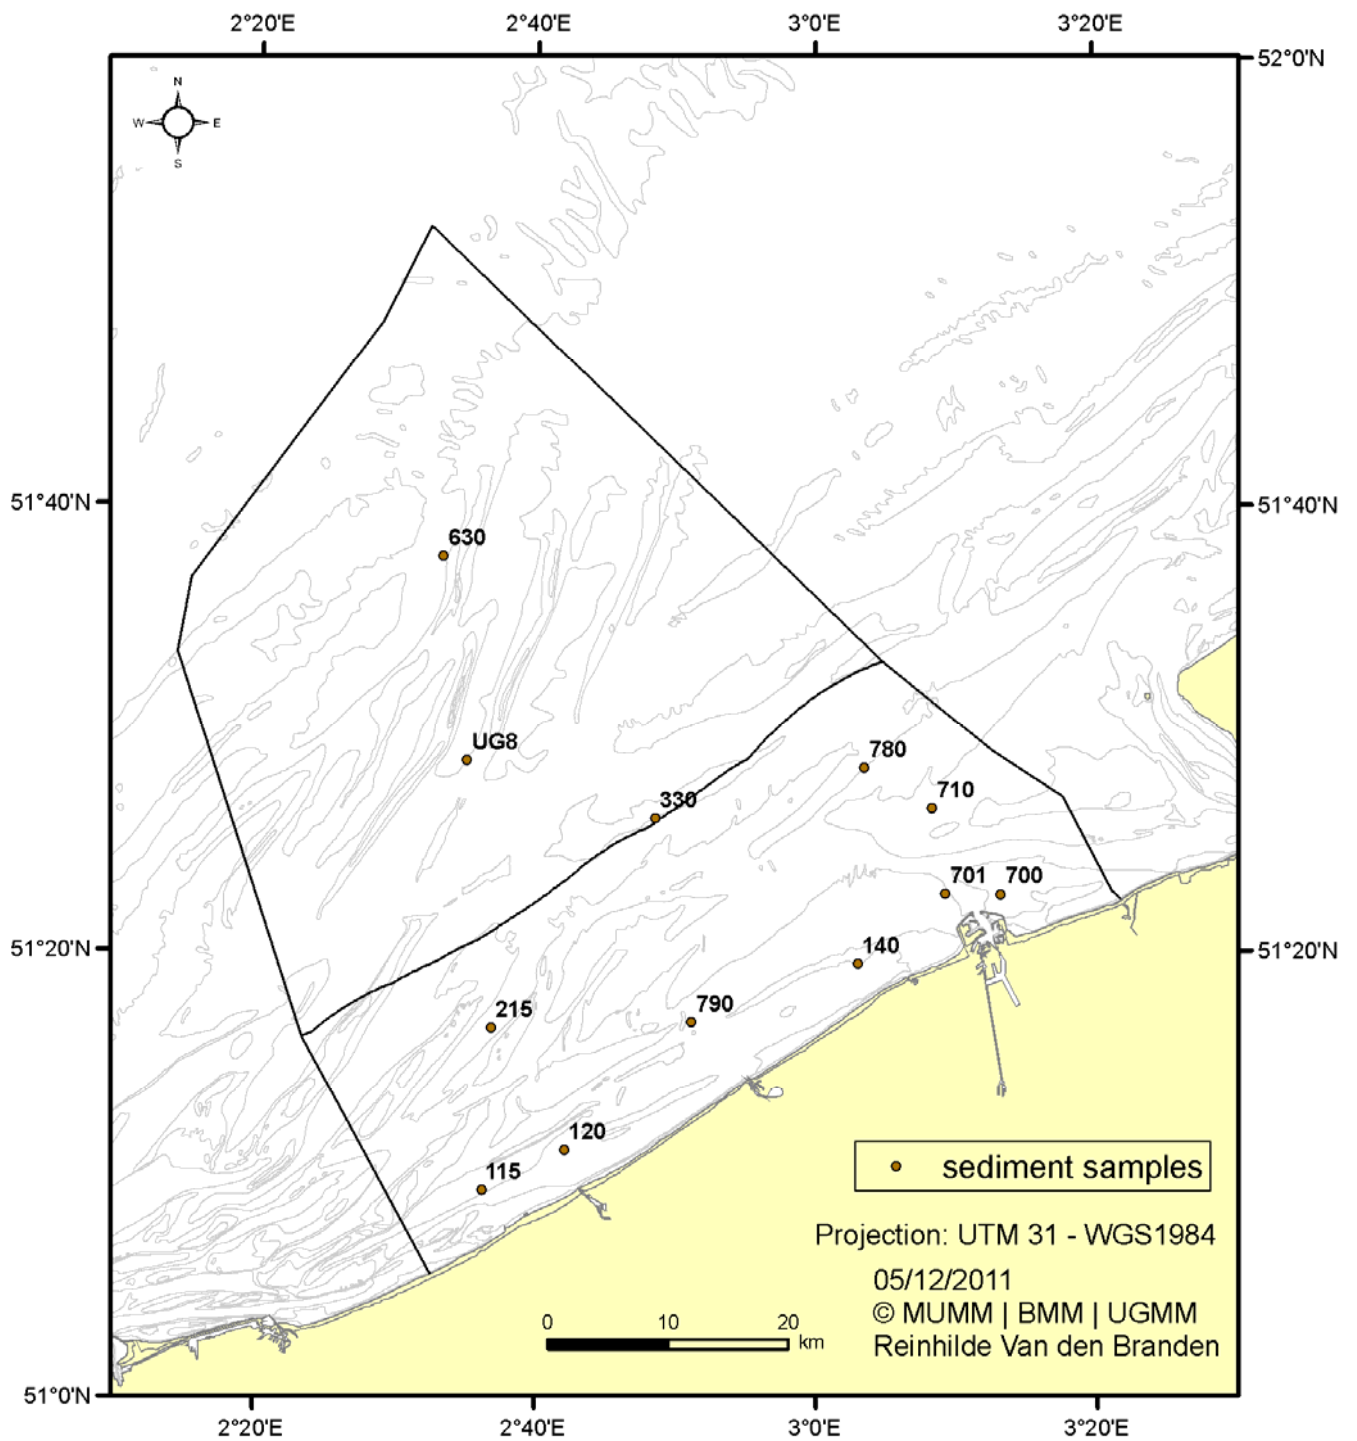 2°20'E 2°40'E 3°0'E 3°20'E
52°0'N
N
W E
S
51°40'N 51°40'N
630
UG8
780
330
710
701 700
51°20'N 51°20'N
140
215
790
120
115
sediment samples
Projection: UTM 31 - WGS1984
05/12/2011
© MUMM | BMM | UGMM
Reinhilde Van den Branden
0 10 20
km
51°0'N
2°20'E 2°40'E 3°0'E 3°20'E